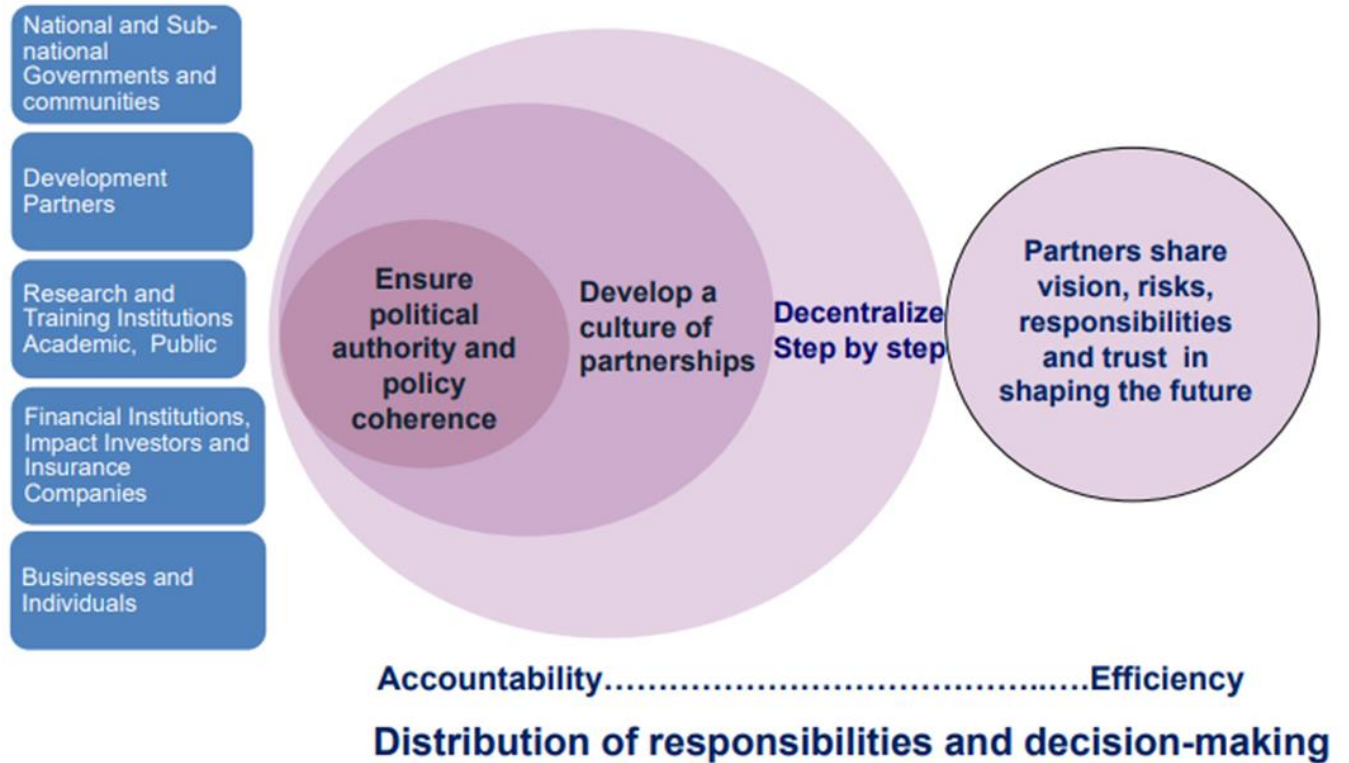 National and Sub-
national
Governments and
communities
Development
Partners
Research and
Training Institutions
Academic, Public
Financial Institutions,
Impact Investors and
Insurance
Companies
Businesses and
Individuals
Ensure
political
authority and
policy
coherence
Develop a
culture of
partnerships
Decentralize
Step by step
Partners share
vision, risks,
responsibilities
and trust in
shaping the future
Accountability……………………………………..….Efficiency
Distribution of responsibilities and decision-making